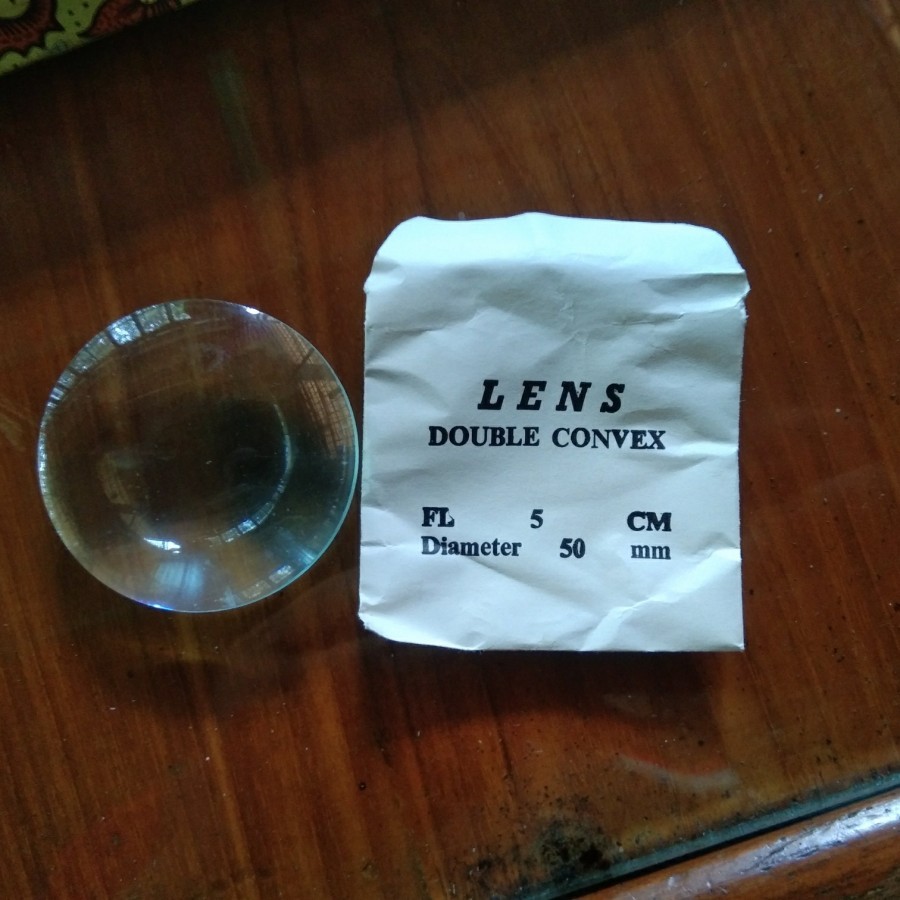 LENS
DOUBLE CONVEX
FL 5 CM
Diameter 50 mm